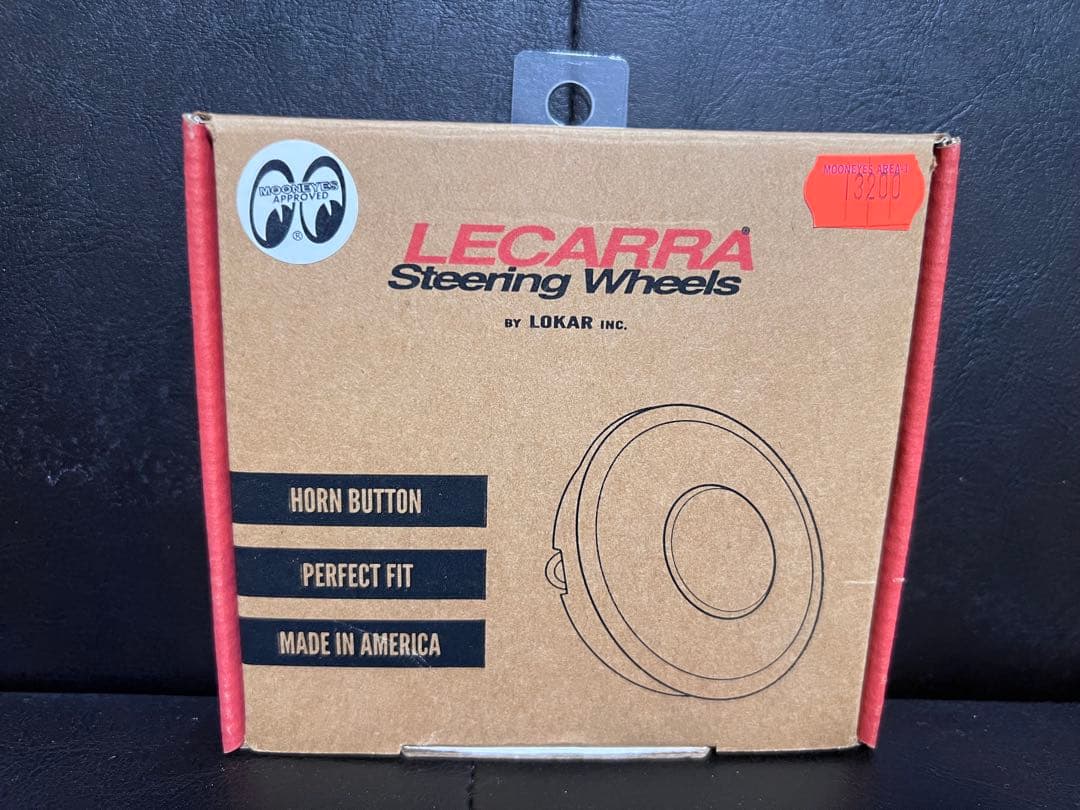 MOONEYES
APPROVED
®
MOONEYES AREA-1
13200
LECARRA®
Steering Wheels
BY LOKAR INC.
HORN BUTTON
PERFECT FIT
MADE IN AMERICA